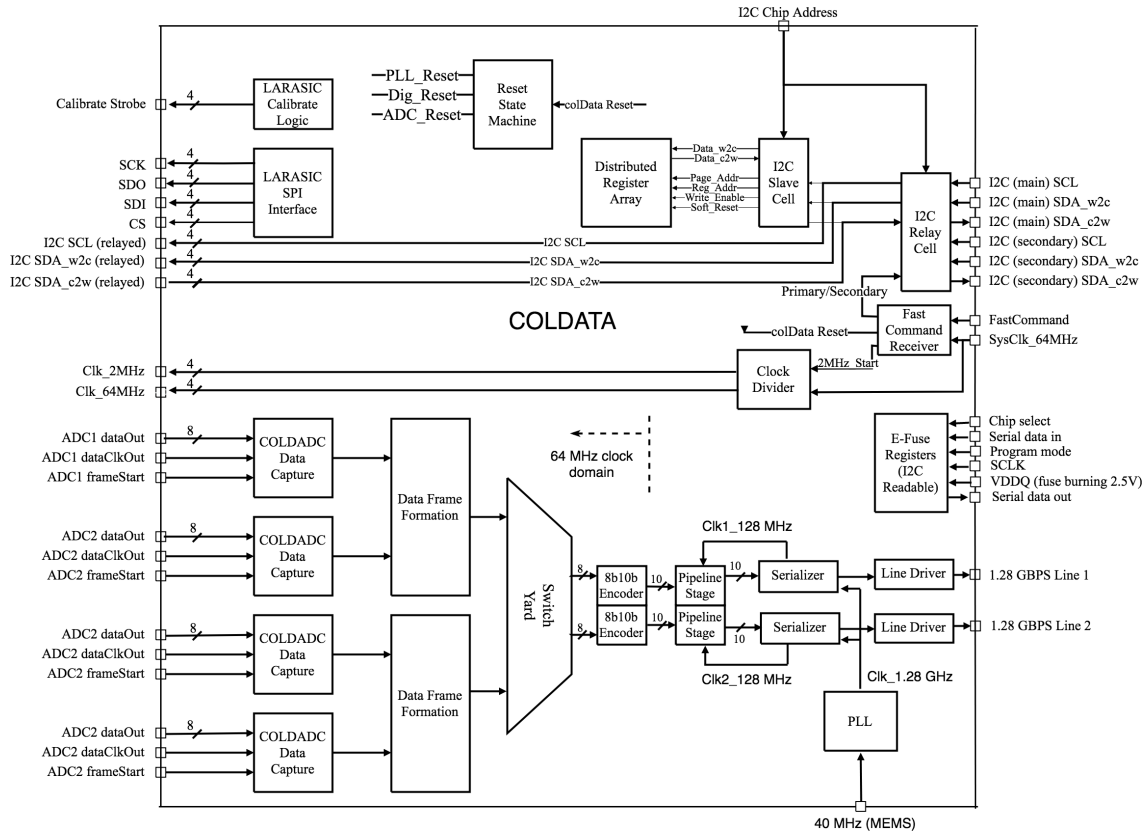 I2C Chip Address
PLL_Reset
Dig_Reset
ADC_Reset
Reset
State
Machine
colData Reset
Calibrate Strobe
4
LARASIC
Calibrate
Logic
Distributed
Register
Array
Data_w2c
Data_c2w
Page_Addr
Reg_Addr
Write_Enable
Soft_Reset
I2C
Slave
Cell
SCK
4
SDO
4
SDI
4
CS
4
LARASIC
SPI
Interface
I2C
Relay
Cell
I2C (main) SCL
I2C (main) SDA_w2c
I2C (main) SDA_c2w
I2C (secondary) SCL
I2C (secondary) SDA_w2c
I2C (secondary) SDA_c2w
I2C SCL (relayed)
4
I2C SCL
I2C SDA_w2c (relayed)
4
I2C SDA_w2c
I2C SDA_c2w (relayed)
4
I2C SDA_c2w
Primary/Secondary
COLDATA
colData Reset
Fast
Command
Receiver
FastCommand
SysClk_64MHz
2MHz_Start
Clk_2MHz
4
Clk_64MHz
4
Clock
Divider
ADC1 dataOut
8
ADC1 dataClkOut
ADC1 frameStart
COLDADC
Data
Capture
64 MHz clock
domain
E-Fuse
Registers
(I2C
Readable)
Chip select
Serial data in
Program mode
SCLK
VDDQ (fuse burning 2.5V)
Serial data out
Data Frame
Formation
ADC2 dataOut
8
ADC2 dataClkOut
ADC2 frameStart
COLDADC
Data
Capture
Switch
Yard
Clk1_128 MHz
8
8b10b
Encoder
10
Pipeline
Stage
10
Serializer
Line Driver
1.28 GBPS Line 1
8
8b10b
Encoder
10
Pipeline
Stage
10
Serializer
Line Driver
1.28 GBPS Line 2
Clk2_128 MHz
Clk_1.28 GHz
ADC2 dataOut
8
ADC2 dataClkOut
ADC2 frameStart
COLDADC
Data
Capture
Data Frame
Formation
PLL
ADC2 dataOut
8
ADC2 dataClkOut
ADC2 frameStart
COLDADC
Data
Capture
40 MHz (MEMS)